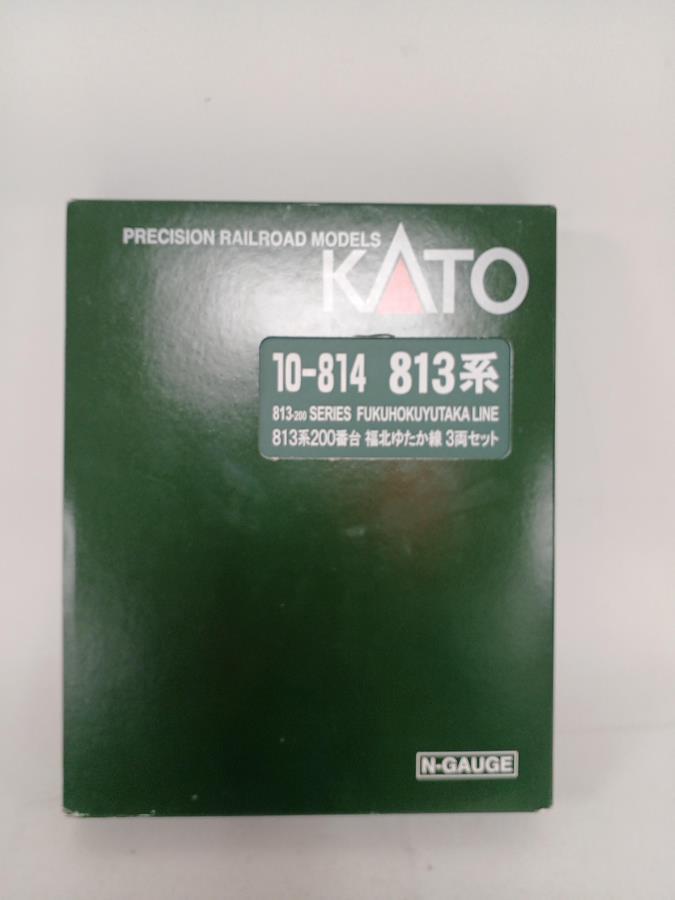 PRECISION RAILROAD MODELS
KATO
10-814 813系
813-200 SERIES FUKUHOKUYUTAKA LINE
813系200番台 福北ゆたか線 3両セット
N-GAUGE